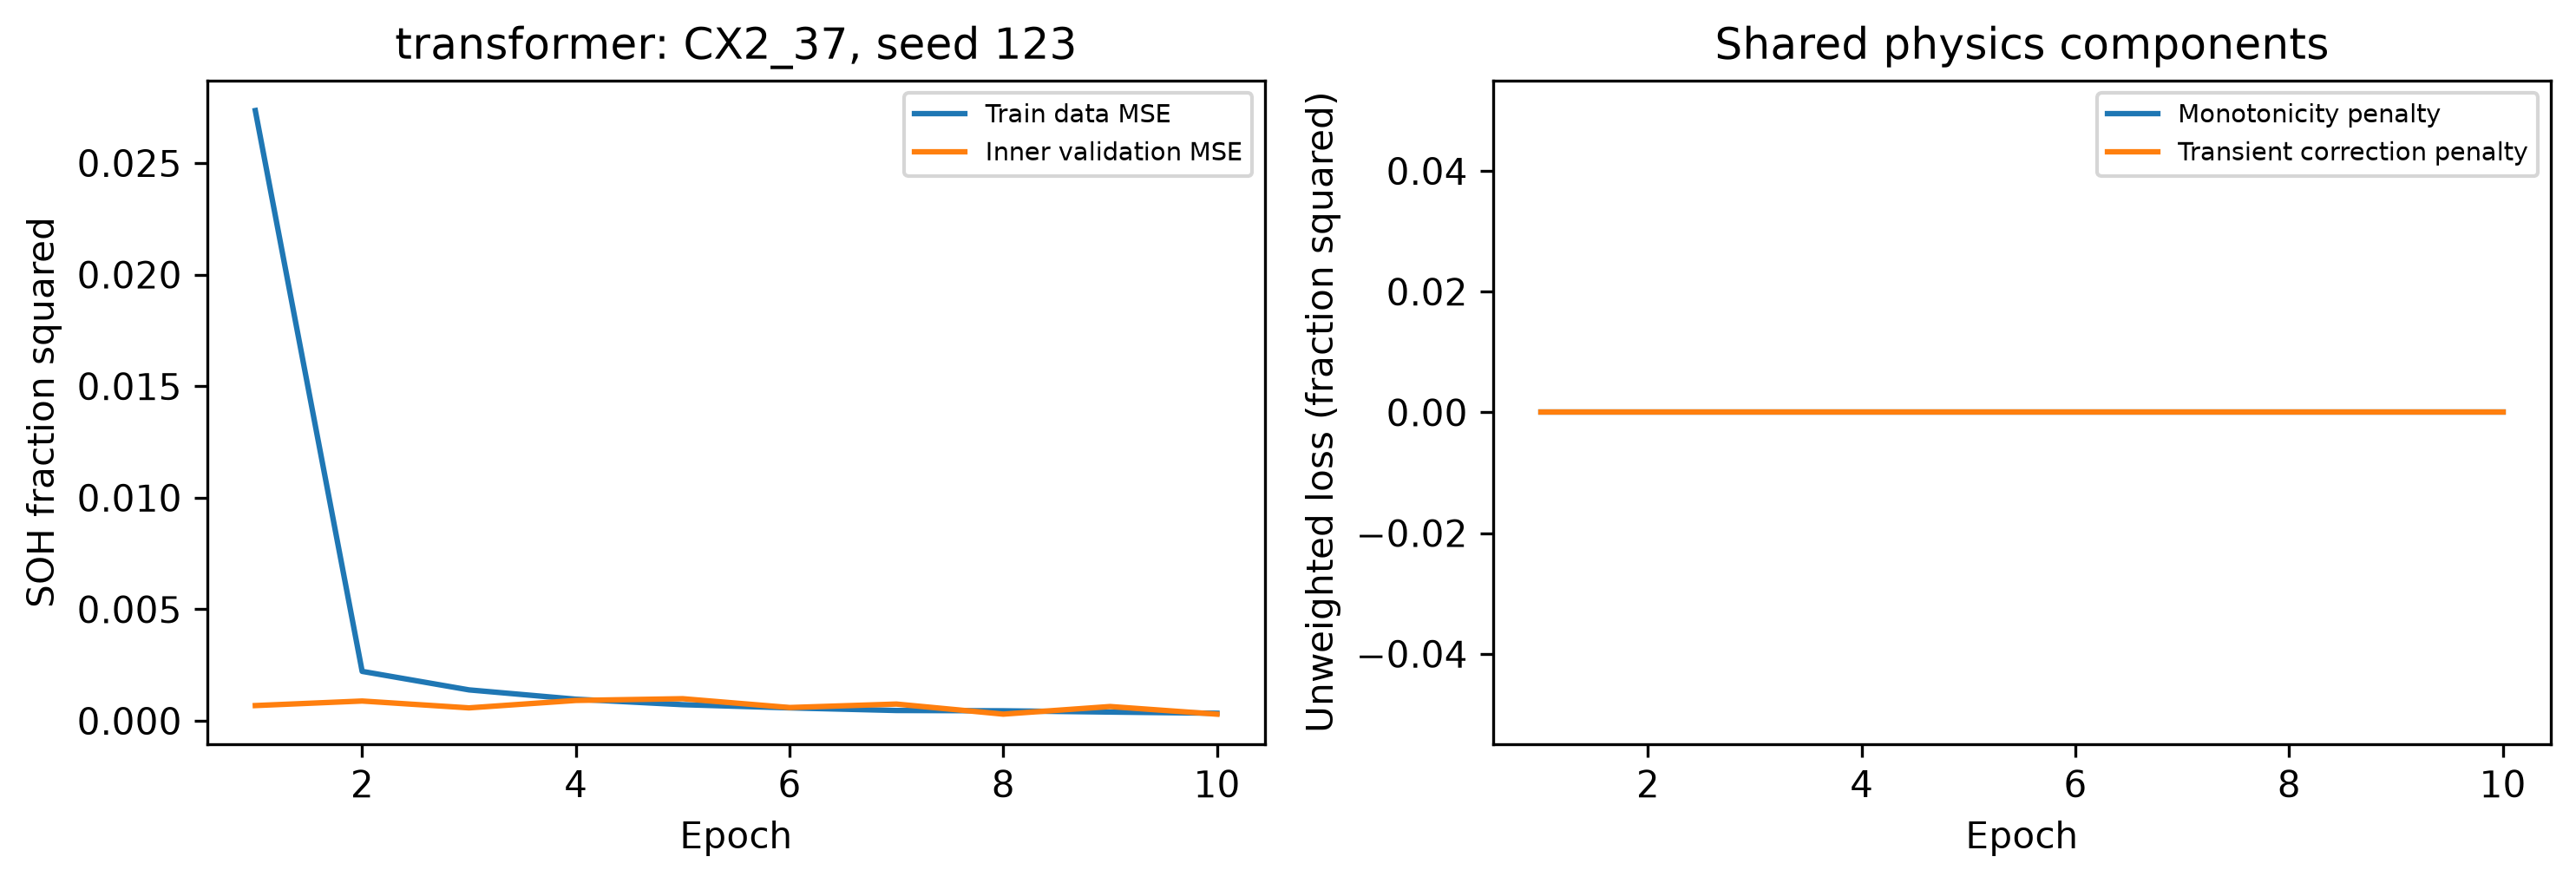 transformer: CX2_37, seed 123
SOH fraction squared
0.025
0.020
0.015
0.010
0.005
0.000
Train data MSE
Inner validation MSE
2 4 6 8 10
Epoch
Shared physics components
Unweighted loss (fraction squared)
0.04
0.02
0.00
−0.02
−0.04
Monotonicity penalty
Transient correction penalty
2 4 6 8 10
Epoch